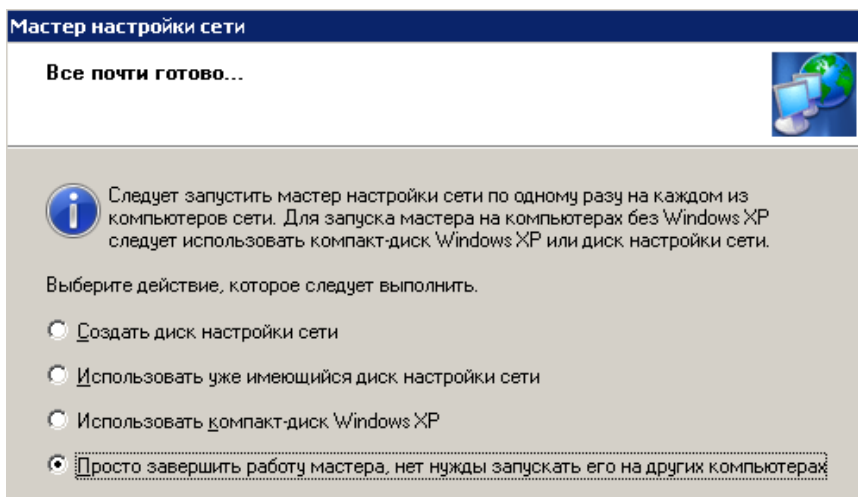 Мастер настройки сети
Все почти готово...
Следует запустить мастер настройки сети по одному разу на каждом из
компьютеров сети. Для запуска мастера на компьютерах без Windows XP
следует использовать компакт-диск Windows XP или диск настройки сети.
Выберите действие, которое следует выполнить.
Создать диск настройки сети
Использовать уже имеющийся диск настройки сети
Использовать компакт-диск Windows XP
Просто завершить работу мастера, нет нужды запускать его на других компьютерах